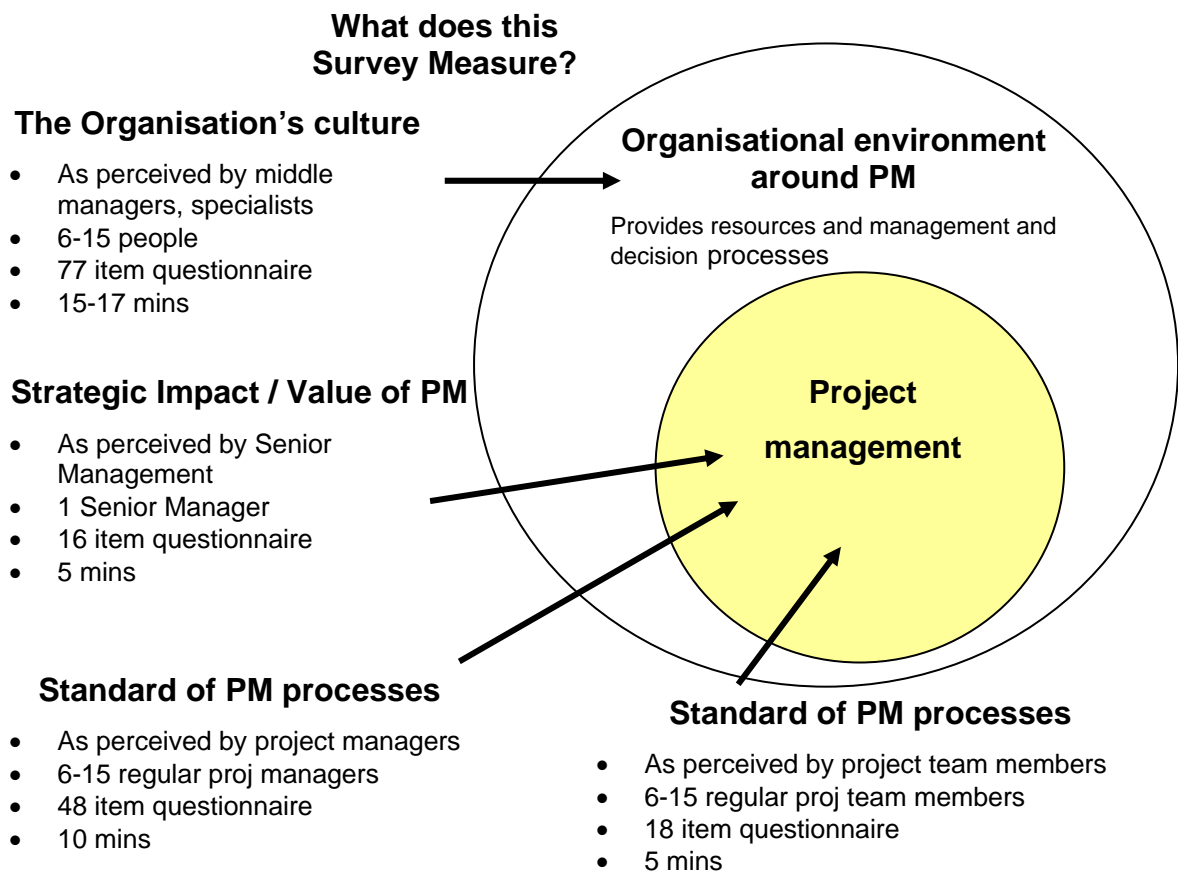 What does this
Survey Measure?
The Organisation’s culture
• As perceived by middle
managers, specialists
• 6-15 people
• 77 item questionnaire
• 15-17 mins
Organisational environment
around PM
Provides resources and management and
decision processes
Strategic Impact / Value of PM
• As perceived by Senior
Management
• 1 Senior Manager
• 16 item questionnaire
• 5 mins
Project
management
Standard of PM processes
• As perceived by project managers
• 6-15 regular proj managers
• 48 item questionnaire
• 10 mins
Standard of PM processes
• As perceived by project team members
• 6-15 regular proj team members
• 18 item questionnaire
• 5 mins